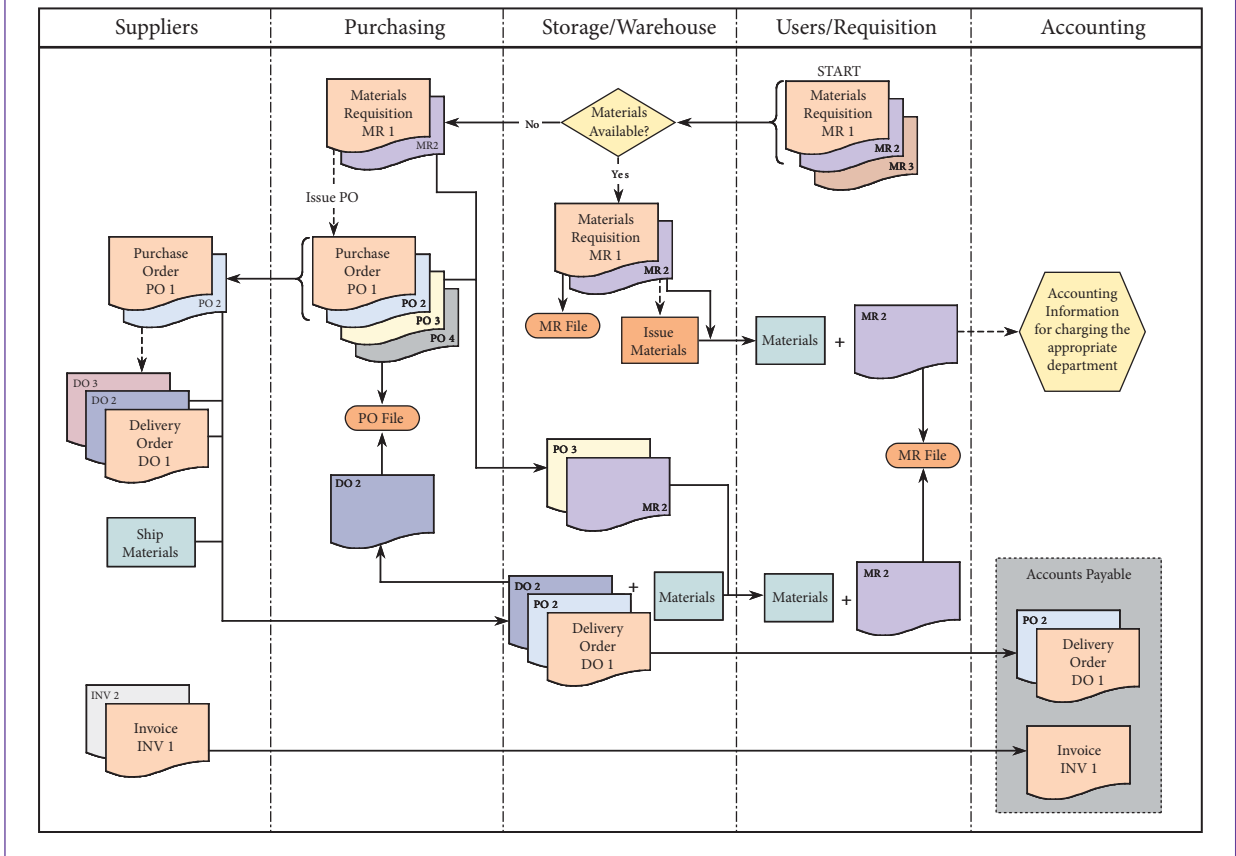 Suppliers
Purchasing
Storage/Warehouse
Users/Requisition
Accounting
START
Materials
Requisition
MR 1
MR 2
MR 3
Materials
Available?
No
Yes
Materials
Requisition
MR 1
MR2
Issue PO
Materials
Requisition
MR 1
MR 2
MR File
Issue
Materials
Materials
+
MR 2
Accounting
Information
for charging the
appropriate
department
Purchase
Order
PO 1
PO 2
Purchase
Order
PO 1
PO 2
PO 3
PO 4
DO 3
DO 2
Delivery
Order
DO 1
PO File
DO 2
PO 3
MR 2
MR File
Ship
Materials
DO 2
PO 2
Delivery
Order
DO 1
+
Materials
Materials
+
MR 2
Accounts Payable
PO 2
Delivery
Order
DO 1
INV 2
Invoice
INV 1
Invoice
INV 1